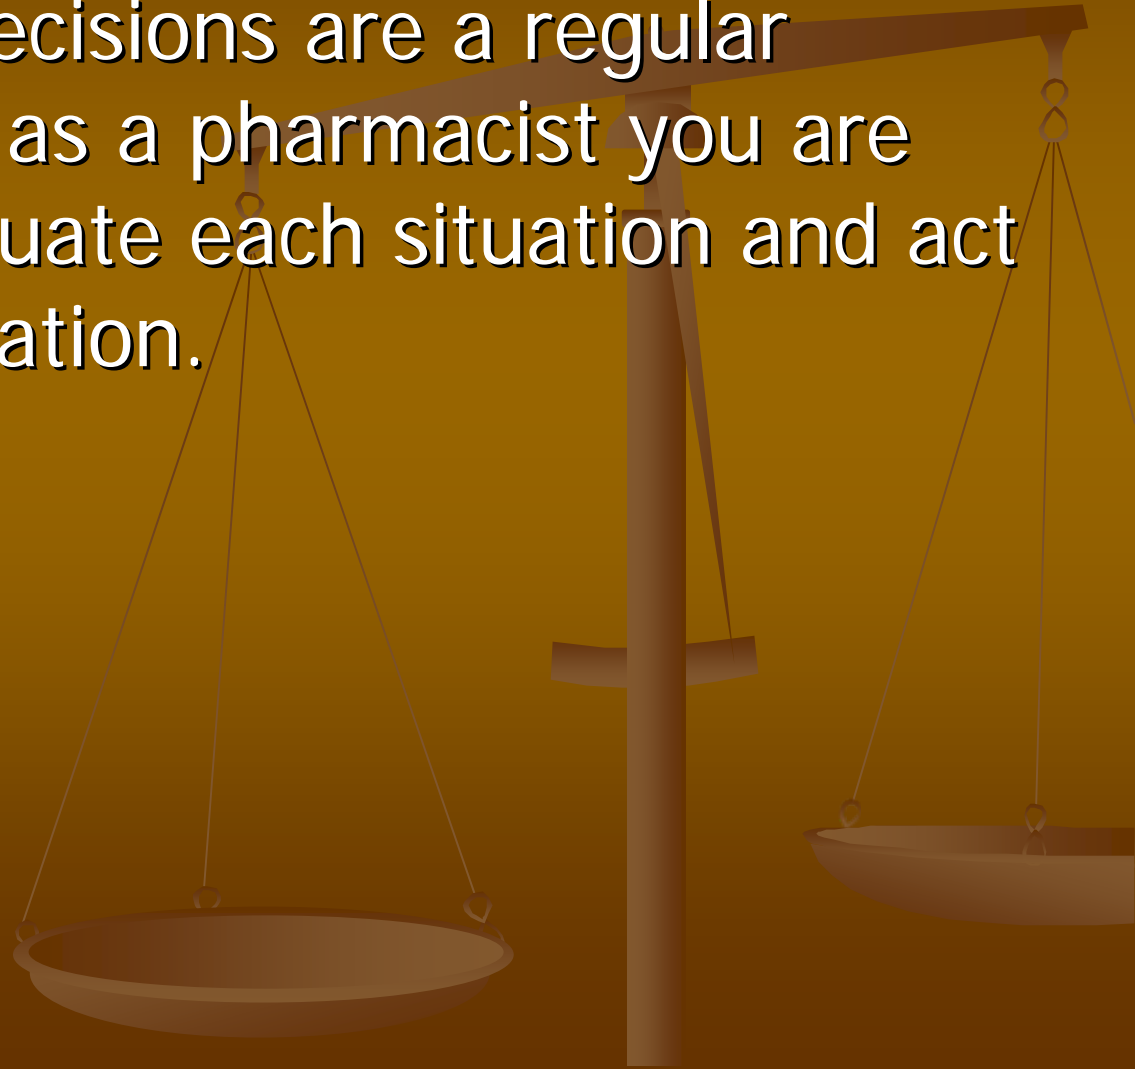 ecisions are a regular
as a pharmacist you are
uate each situation and act
ation.